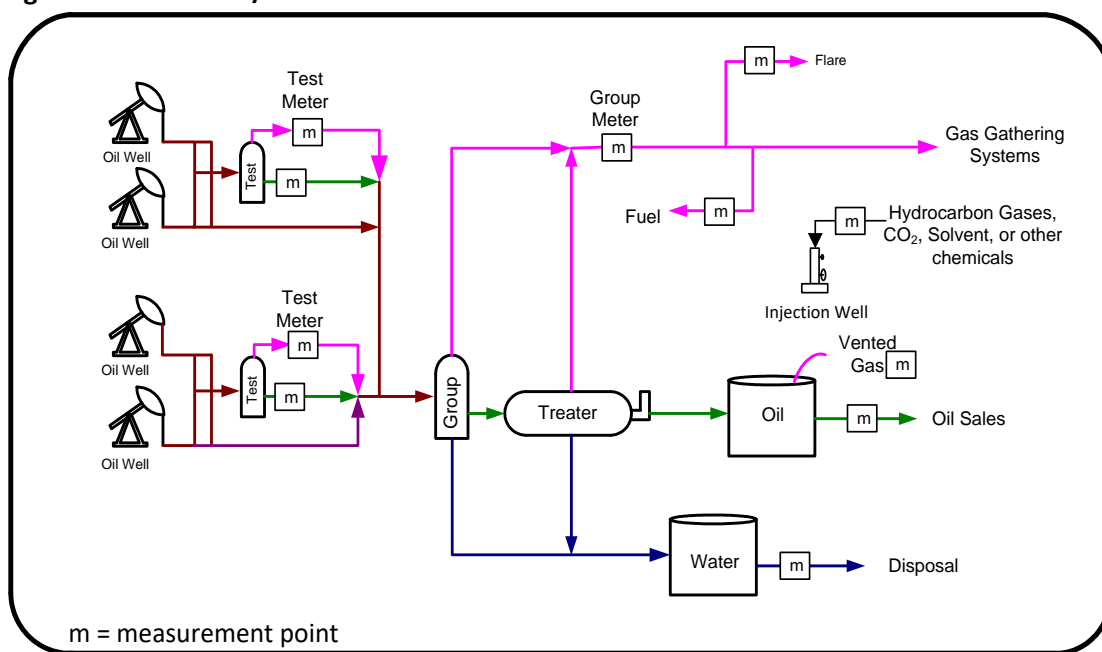 m
Flare
Test
Meter
Group
Meter
m
m
Gas Gathering
Systems
Oil Well
Test
m
Fuel
m
m
Hydrocarbon Gases,
CO₂, Solvent, or other
chemicals
Oil Well
Injection Well
Test
Meter
m
Vented
Gas
m
Oil Well
Test
m
Group
Treater
Oil
m
Oil Sales
Oil Well
Water
m
Disposal
m = measurement point